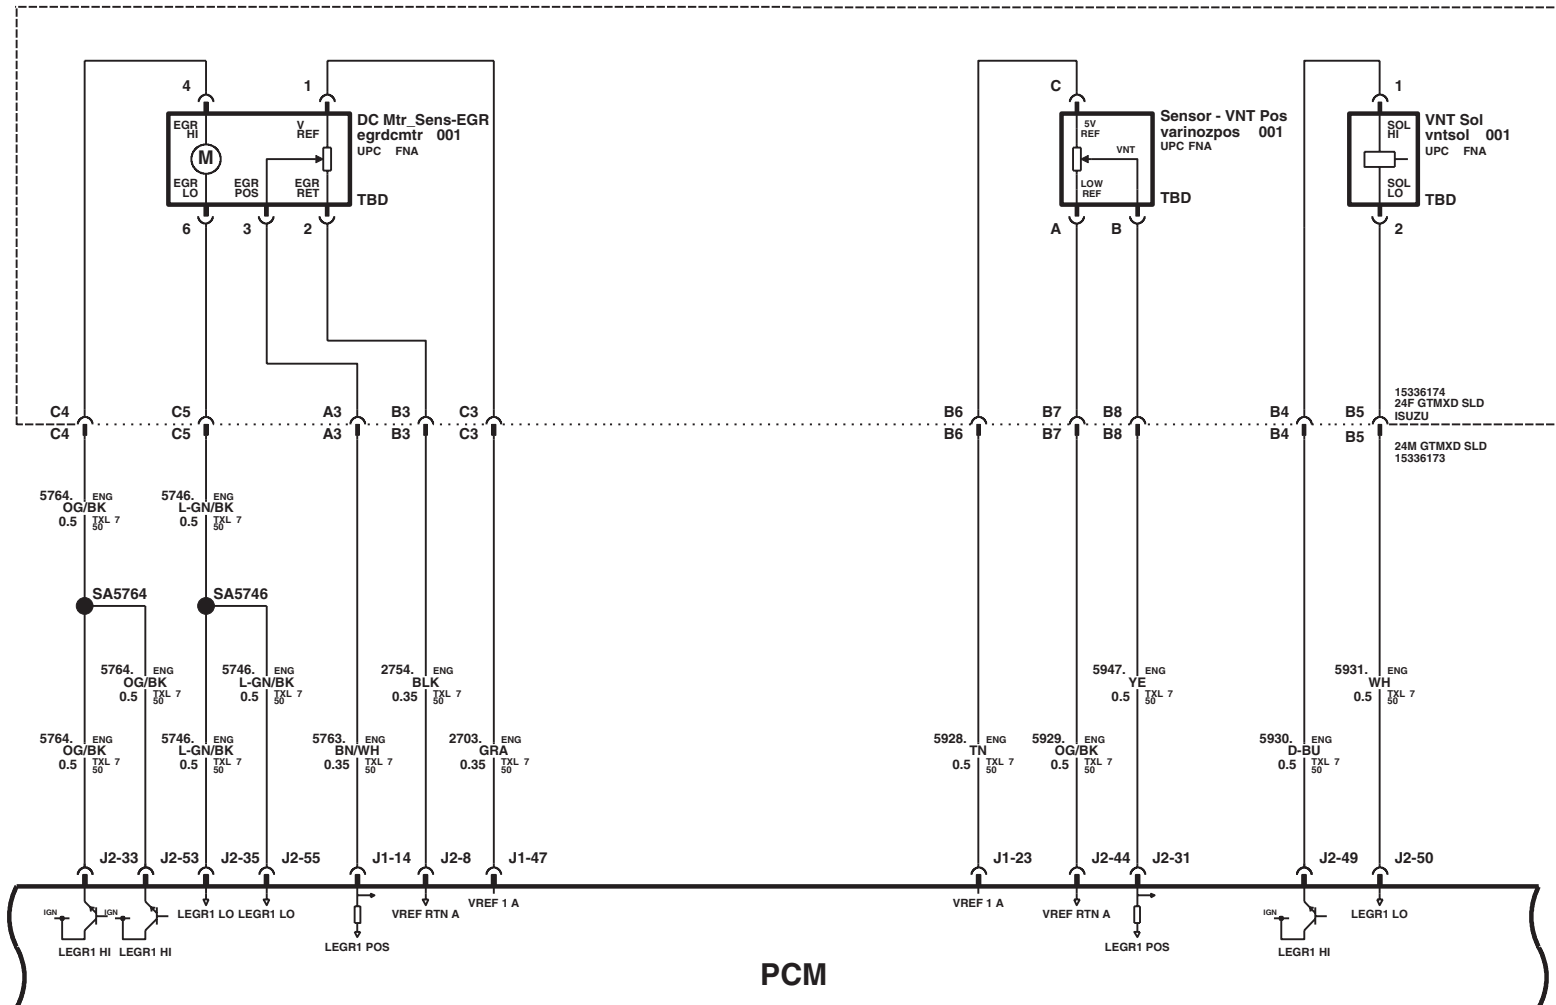 4 1 C 1
DC Mtr_Sens-EGR
egrdcmtr 001
UPC FNA
TBD
EGR HI
V REF
M
EGR LO
EGR POS
EGR RET
6 3 2
Sensor - VNT Pos
varinozpos 001
UPC FNA
TBD
5V REF
VNT
LOW REF
A B
VNT Sol
vntsol 001
UPC FNA
TBD
SOL HI
SOL LO
2
15336174
24F GTMXD SLD
ISUZU
C4 C5 A3 B3 C3 B6 B7 B8 B4 B5
C4 C5 A3 B3 C3 B6 B7 B8 B4 B5
24M GTMXD SLD
15336173
5764. ENG
OG/BK
0.5 TXL 7
50
5746. ENG
L-GN/BK
0.5 TXL 7
50
SA5764 SA5746
5764. ENG
OG/BK
0.5 TXL 7
50
5746. ENG
L-GN/BK
0.5 TXL 7
50
2754. ENG
BLK
0.35 TXL 7
50
5947. ENG
YE
0.5 TXL 7
50
5931. ENG
WH
0.5 TXL 7
50
5764. ENG
OG/BK
0.5 TXL 7
50
5746. ENG
L-GN/BK
0.5 TXL 7
50
5763. ENG
BN/WH
0.35 TXL 7
50
2703. ENG
GRA
0.35 TXL 7
50
5928. ENG
TN
0.5 TXL 7
50
5929. ENG
OG/BK
0.5 TXL 7
50
5930. ENG
D-BU
0.5 TXL 7
50
J2-33 J2-53 J2-35 J2-55 J1-14 J2-8 J1-47 J1-23 J2-44 J2-31 J2-49 J2-50
IGN
LEGR1 HI
IGN
LEGR1 HI
LEGR1 LO LEGR1 LO
LEGR1 POS
VREF RTN A
VREF 1 A
VREF 1 A
VREF RTN A
LEGR1 POS
IGN
LEGR1 HI
LEGR1 LO
PCM